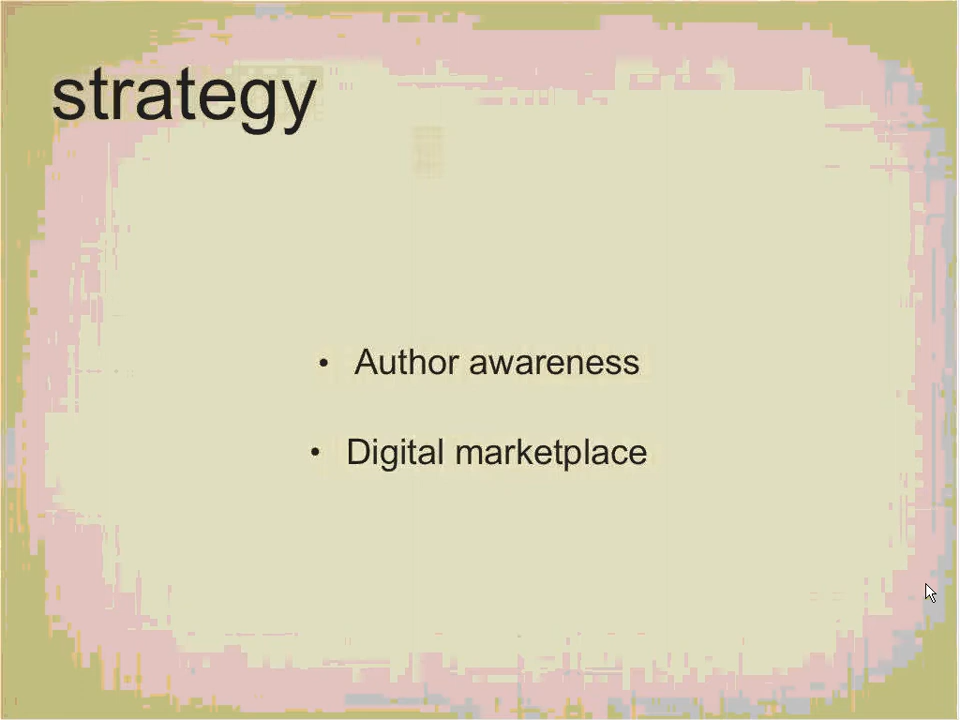 strategy
• Author awareness
• Digital marketplace